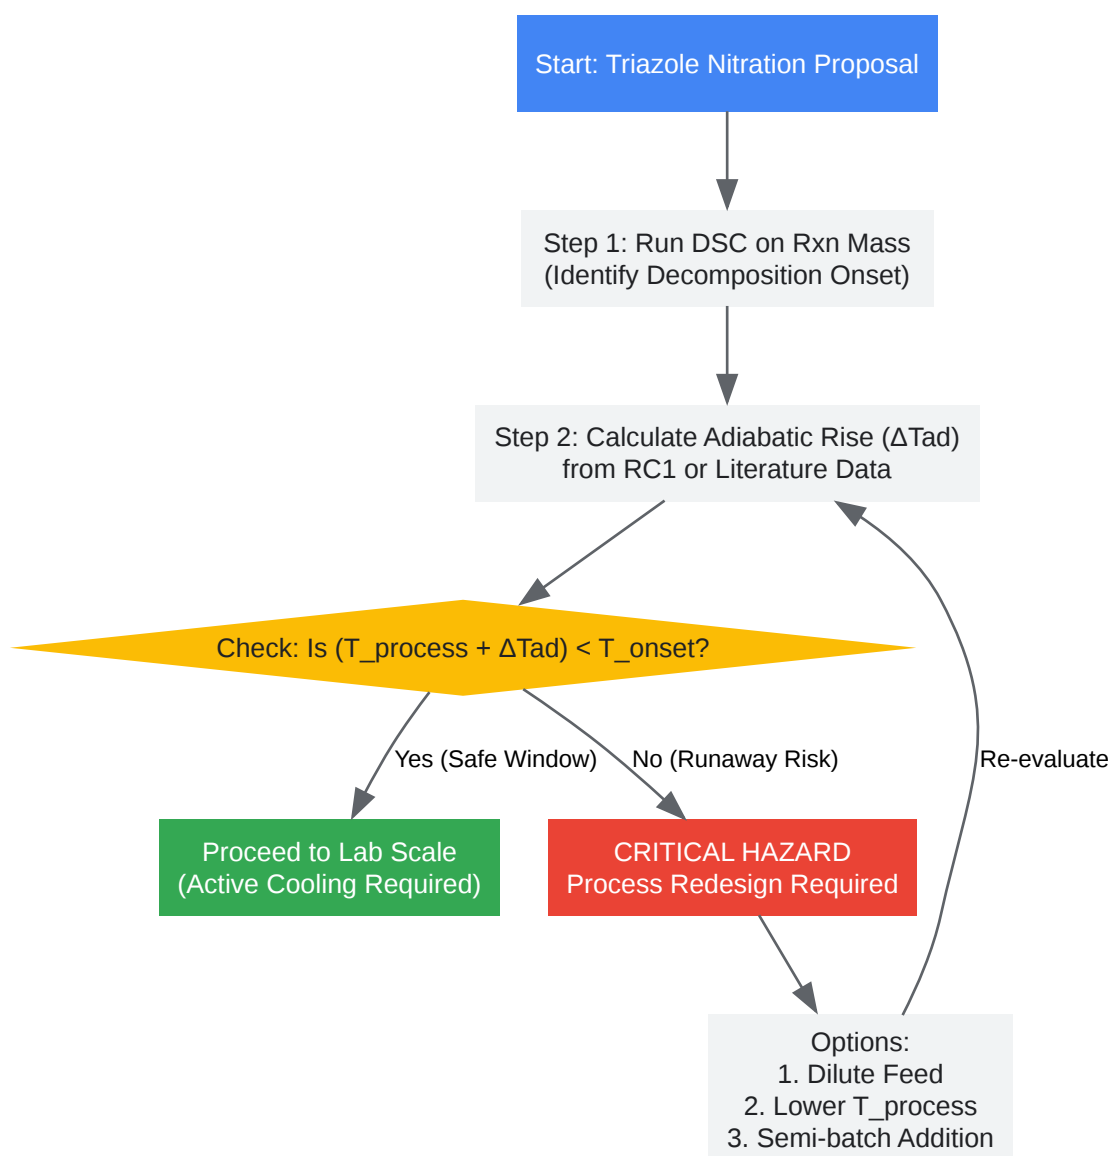 Start: Triazole Nitration Proposal
Step 1: Run DSC on Rxn Mass
(Identify Decomposition Onset)
Step 2: Calculate Adiabatic Rise (ΔTad)
from RC1 or Literature Data
Check: Is (T_process + ΔTad) < T_onset?
Yes (Safe Window)
No (Runaway Risk)
Re-evaluate
Proceed to Lab Scale
(Active Cooling Required)
CRITICAL HAZARD
Process Redesign Required
Options:
1. Dilute Feed
2. Lower T_process
3. Semi-batch Addition